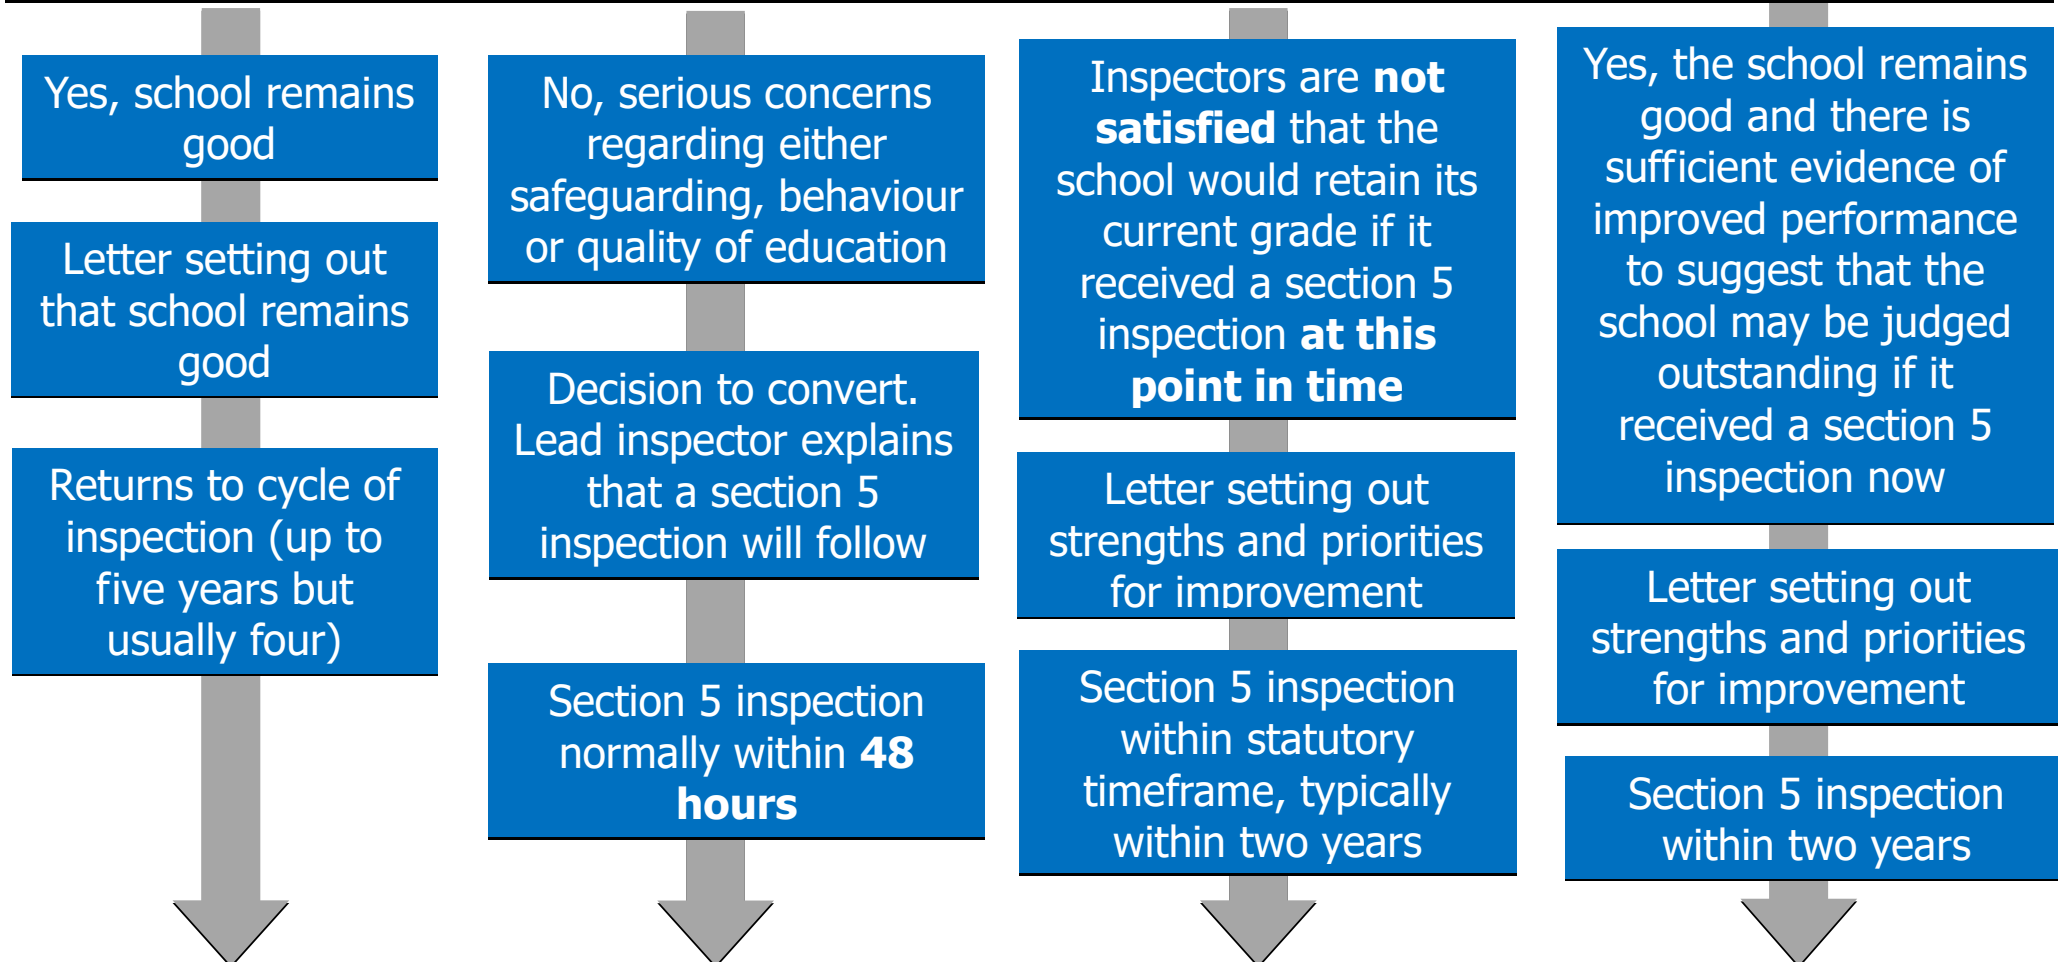 Yes, school remains
good
Letter setting out
that school remains
good
Returns to cycle of
inspection (up to
five years but
usually four)
No, serious concerns
regarding either
safeguarding, behaviour
or quality of education
Decision to convert.
Lead inspector explains
that a section 5
inspection will follow
Section 5 inspection
normally within 48
hours
Inspectors are not
satisfied that the
school would retain its
current grade if it
received a section 5
inspection at this
point in time
Letter setting out
strengths and priorities
for improvement
Section 5 inspection
within statutory
timeframe, typically
within two years
Yes, the school remains
good and there is
sufficient evidence of
improved performance
to suggest that the
school may be judged
outstanding if it
received a section 5
inspection now
Letter setting out
strengths and priorities
for improvement
Section 5 inspection
within two years